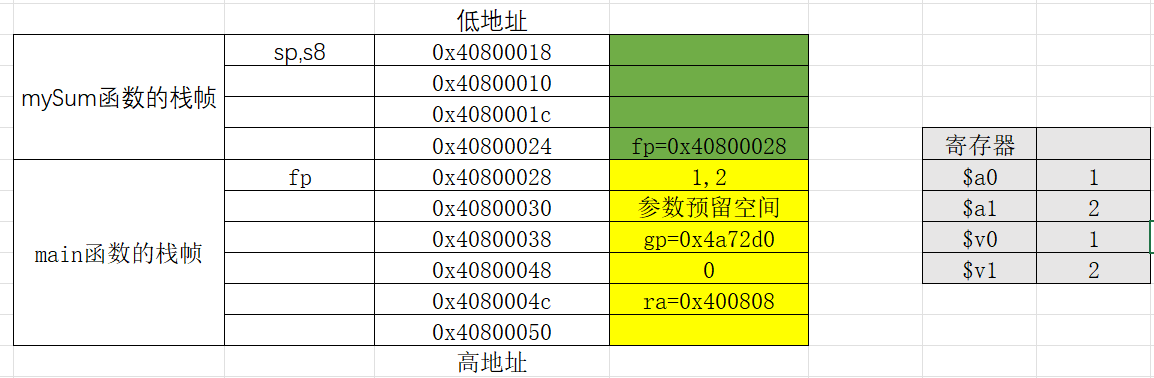 低地址
mySum函数的栈帧
sp,s8 0x40800018
0x40800010
0x4080001c
0x40800024 fp=0x40800028
main函数的栈帧
fp 0x40800028 1,2
0x40800030 参数预留空间
0x40800038 gp=0x4a72d0
0x40800048 0
0x4080004c ra=0x400808
0x40800050
高地址
寄存器
$a0 1
$a1 2
$v0 1
$v1 2